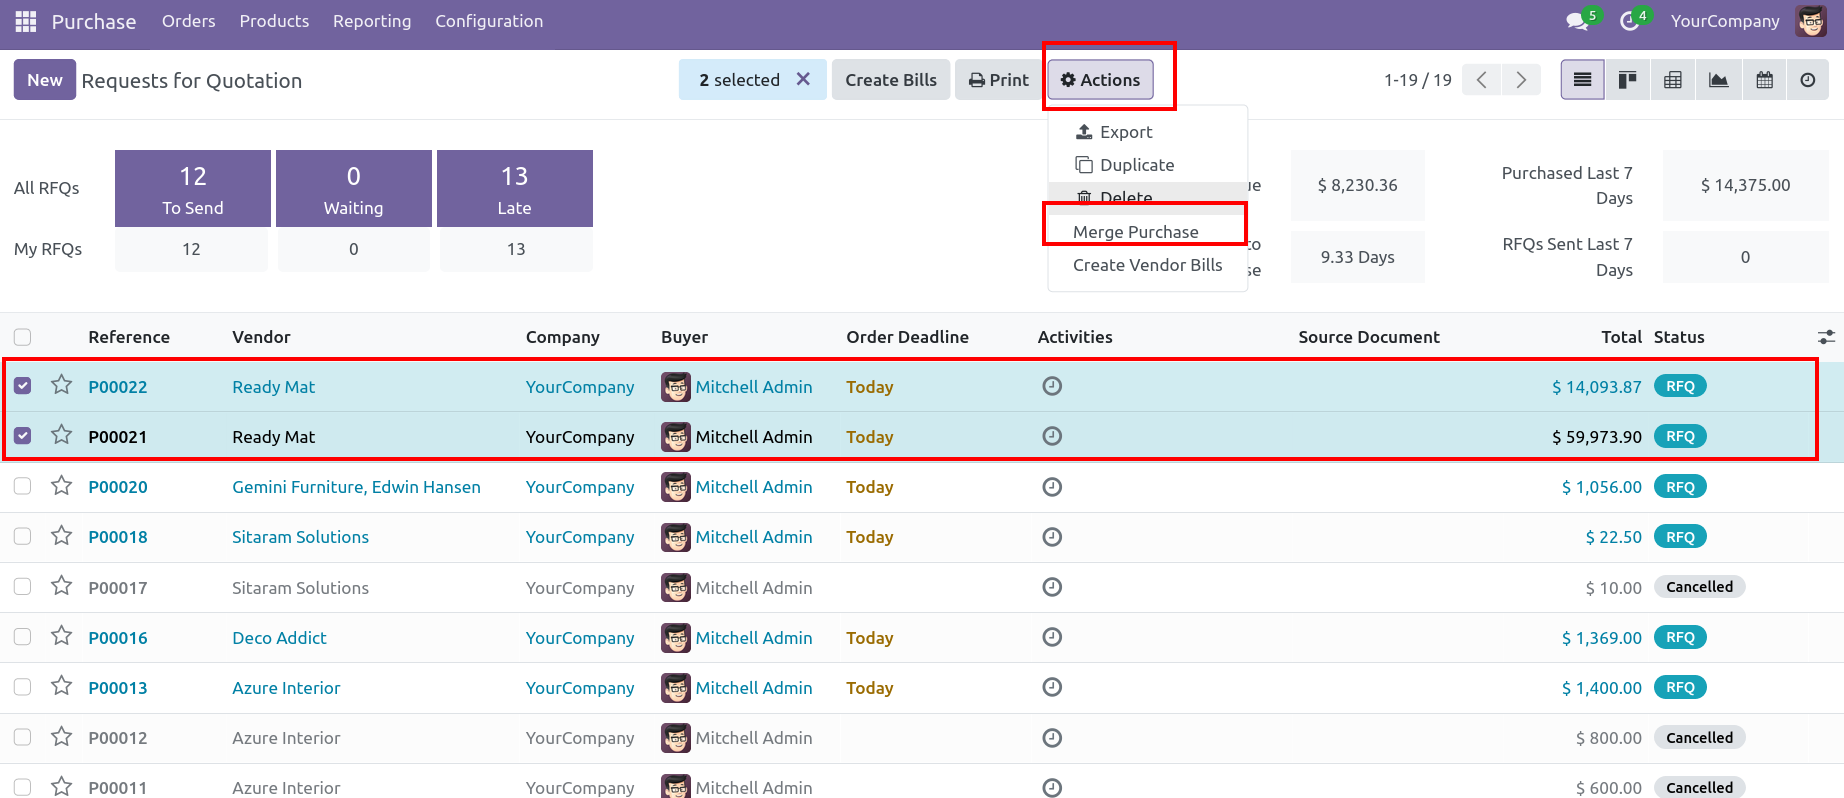 Purchase Orders Products Reporting Configuration 5 4 YourCompany
New Requests for Quotation 2 selected Create Bills Print Actions 1-19 / 19
Export
Duplicate
Delete
Merge Purchase
Create Vendor Bills
All RFQs 12 To Send 0 Waiting 13 Late
My RFQs 12 0 13
$ 8,230.36
Purchased Last 7
Days
$ 14,375.00
9.33 Days
RFQs Sent Last 7
Days
0
Reference Vendor Company Buyer Order Deadline Activities Source Document Total Status
P00022 Ready Mat YourCompany Mitchell Admin Today $ 14,093.87 RFQ
P00021 Ready Mat YourCompany Mitchell Admin Today $ 59,973.90 RFQ
P00020 Gemini Furniture, Edwin Hansen YourCompany Mitchell Admin Today $ 1,056.00 RFQ
P00018 Sitaram Solutions YourCompany Mitchell Admin Today $ 22.50 RFQ
P00017 Sitaram Solutions YourCompany Mitchell Admin $ 10.00 Cancelled
P00016 Deco Addict YourCompany Mitchell Admin Today $ 1,369.00 RFQ
P00013 Azure Interior YourCompany Mitchell Admin Today $ 1,400.00 RFQ
P00012 Azure Interior YourCompany Mitchell Admin $ 800.00 Cancelled
P00011 Azure Interior YourCompany Mitchell Admin $ 600.00 Cancelled